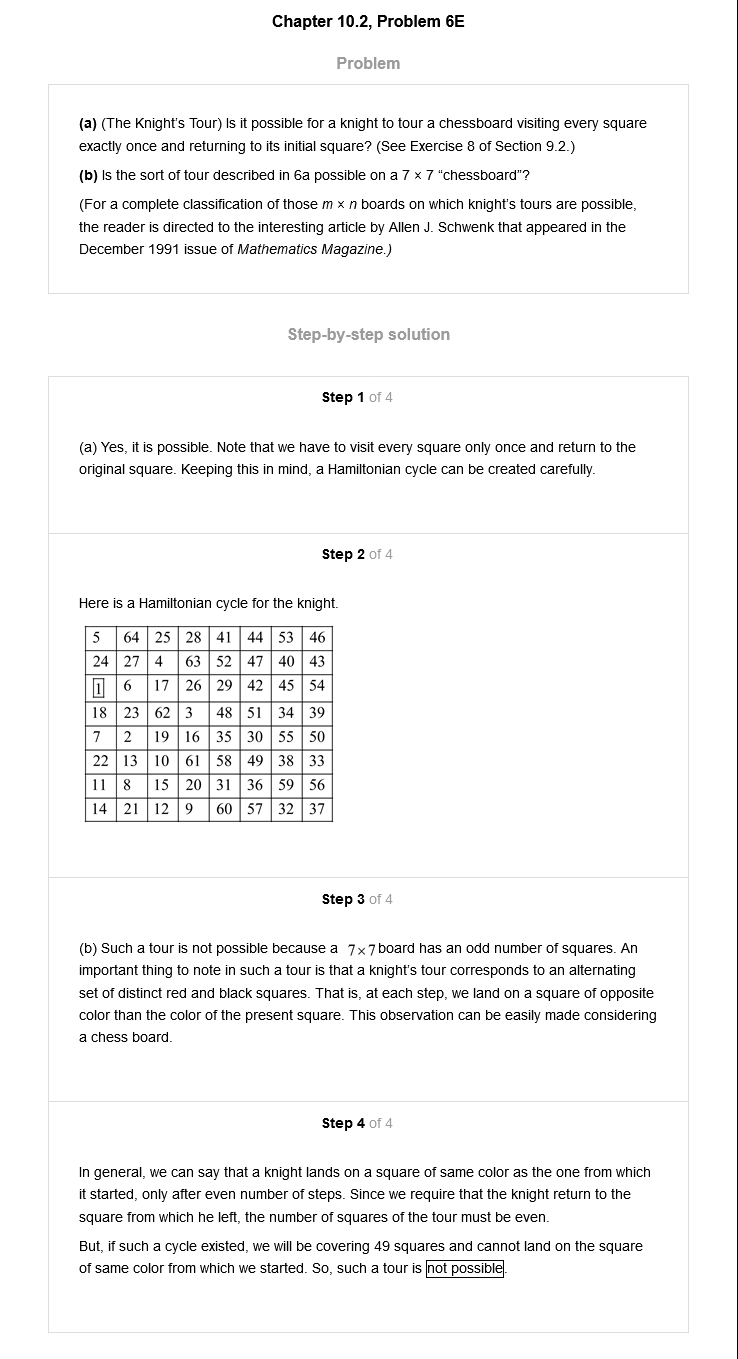 Chapter 10.2, Problem 6E
Problem
(a) (The Knight's Tour) Is it possible for a knight to tour a chessboard visiting every square
exactly once and returning to its initial square? (See Exercise 8 of Section 9.2.)
(b) Is the sort of tour described in 6a possible on a 7 × 7 “chessboard”?
(For a complete classification of those m × n boards on which knight's tours are possible,
the reader is directed to the interesting article by Allen J. Schwenk that appeared in the
December 1991 issue of Mathematics Magazine.)
Step-by-step solution
Step 1 of 4
(a) Yes, it is possible. Note that we have to visit every square only once and return to the
original square. Keeping this in mind, a Hamiltonian cycle can be created carefully.
Step 2 of 4
Here is a Hamiltonian cycle for the knight.
5 64 25 28 41 44 53 46
24 27 4 63 52 47 40 43
1 6 17 26 29 42 45 54
18 23 62 3 48 51 34 39
7 2 19 16 35 30 55 50
22 13 10 61 58 49 38 33
11 8 15 20 31 36 59 56
14 21 12 9 60 57 32 37
Step 3 of 4
(b) Such a tour is not possible because a 7×7 board has an odd number of squares. An
important thing to note in such a tour is that a knight's tour corresponds to an alternating
set of distinct red and black squares. That is, at each step, we land on a square of opposite
color than the color of the present square. This observation can be easily made considering
a chess board.
Step 4 of 4
In general, we can say that a knight lands on a square of same color as the one from which
it started, only after even number of steps. Since we require that the knight return to the
square from which he left, the number of squares of the tour must be even.
But, if such a cycle existed, we will be covering 49 squares and cannot land on the square
of same color from which we started. So, such a tour is not possible.